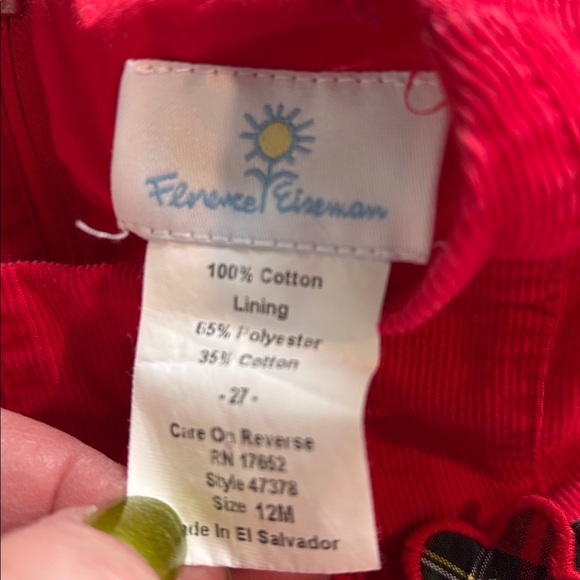 Florence Eiseman
100% Cotton
Lining
65% Polyester
35% Cotton
- 27 -
Care On Reverse
RN 17652
Style 47378
Size 12M
de In El Salvador